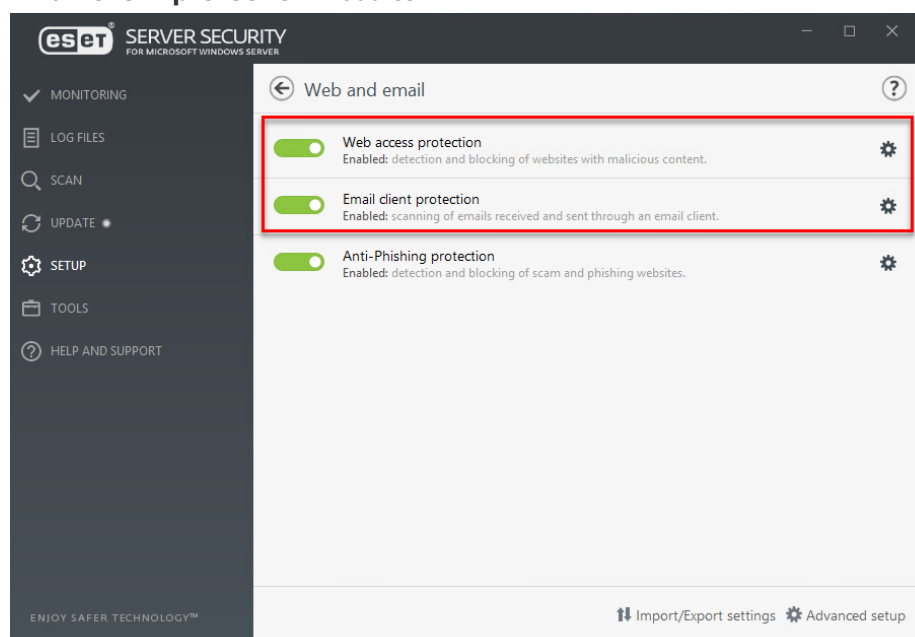 eset SERVER SECURITY
FOR MICROSOFT WINDOWS SERVER
MONITORING
LOG FILES
SCAN
UPDATE
SETUP
TOOLS
HELP AND SUPPORT
ENJOY SAFER TECHNOLOGY™
Web and email
Web access protection
Enabled: detection and blocking of websites with malicious content.
Email client protection
Enabled: scanning of emails received and sent through an email client.
Anti-Phishing protection
Enabled: detection and blocking of scam and phishing websites.
Import/Export settings Advanced setup